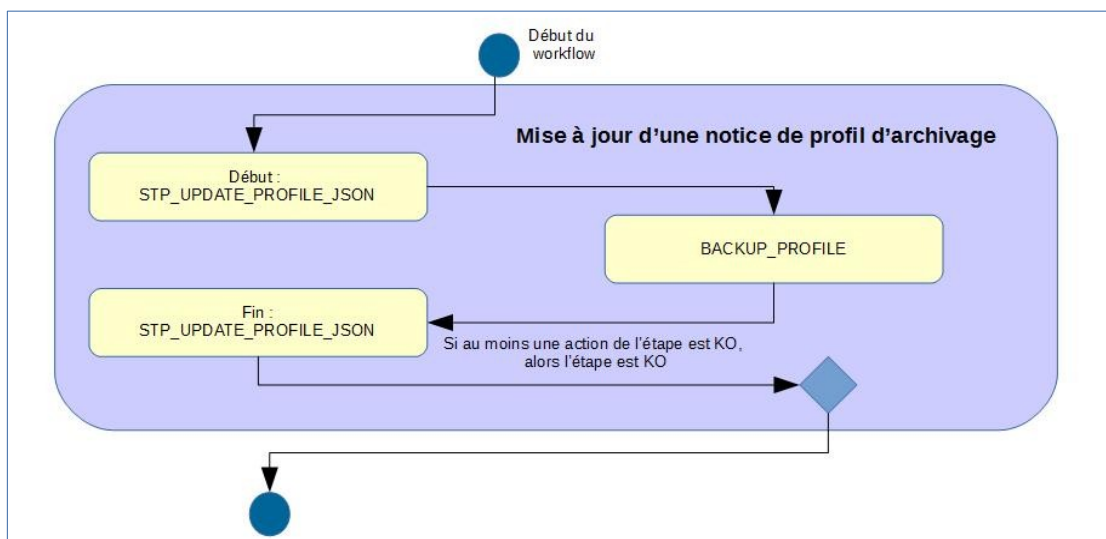 Début du
workflow
Mise à jour d’une notice de profil d’archivage
Début :
STP_UPDATE_PROFILE_JSON
BACKUP_PROFILE
Fin :
STP_UPDATE_PROFILE_JSON
Si au moins une action de l’étape est KO,
alors l’étape est KO